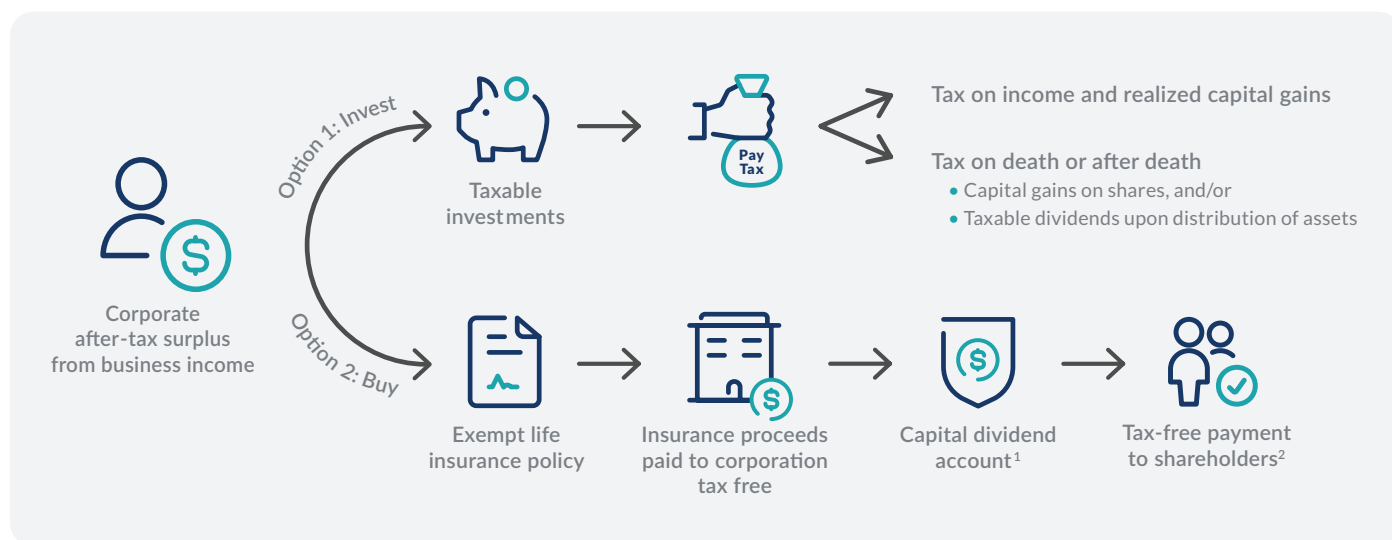 Corporate
after-tax surplus
from business income
Option 1: Invest
Taxable
investments
Pay
Tax
Tax on income and realized capital gains
Tax on death or after death
• Capital gains on shares, and/or
• Taxable dividends upon distribution of assets
Option 2: Buy
Exempt life
insurance policy
Insurance proceeds
paid to corporation
tax free
Capital dividend
account¹
Tax-free payment
to shareholders²